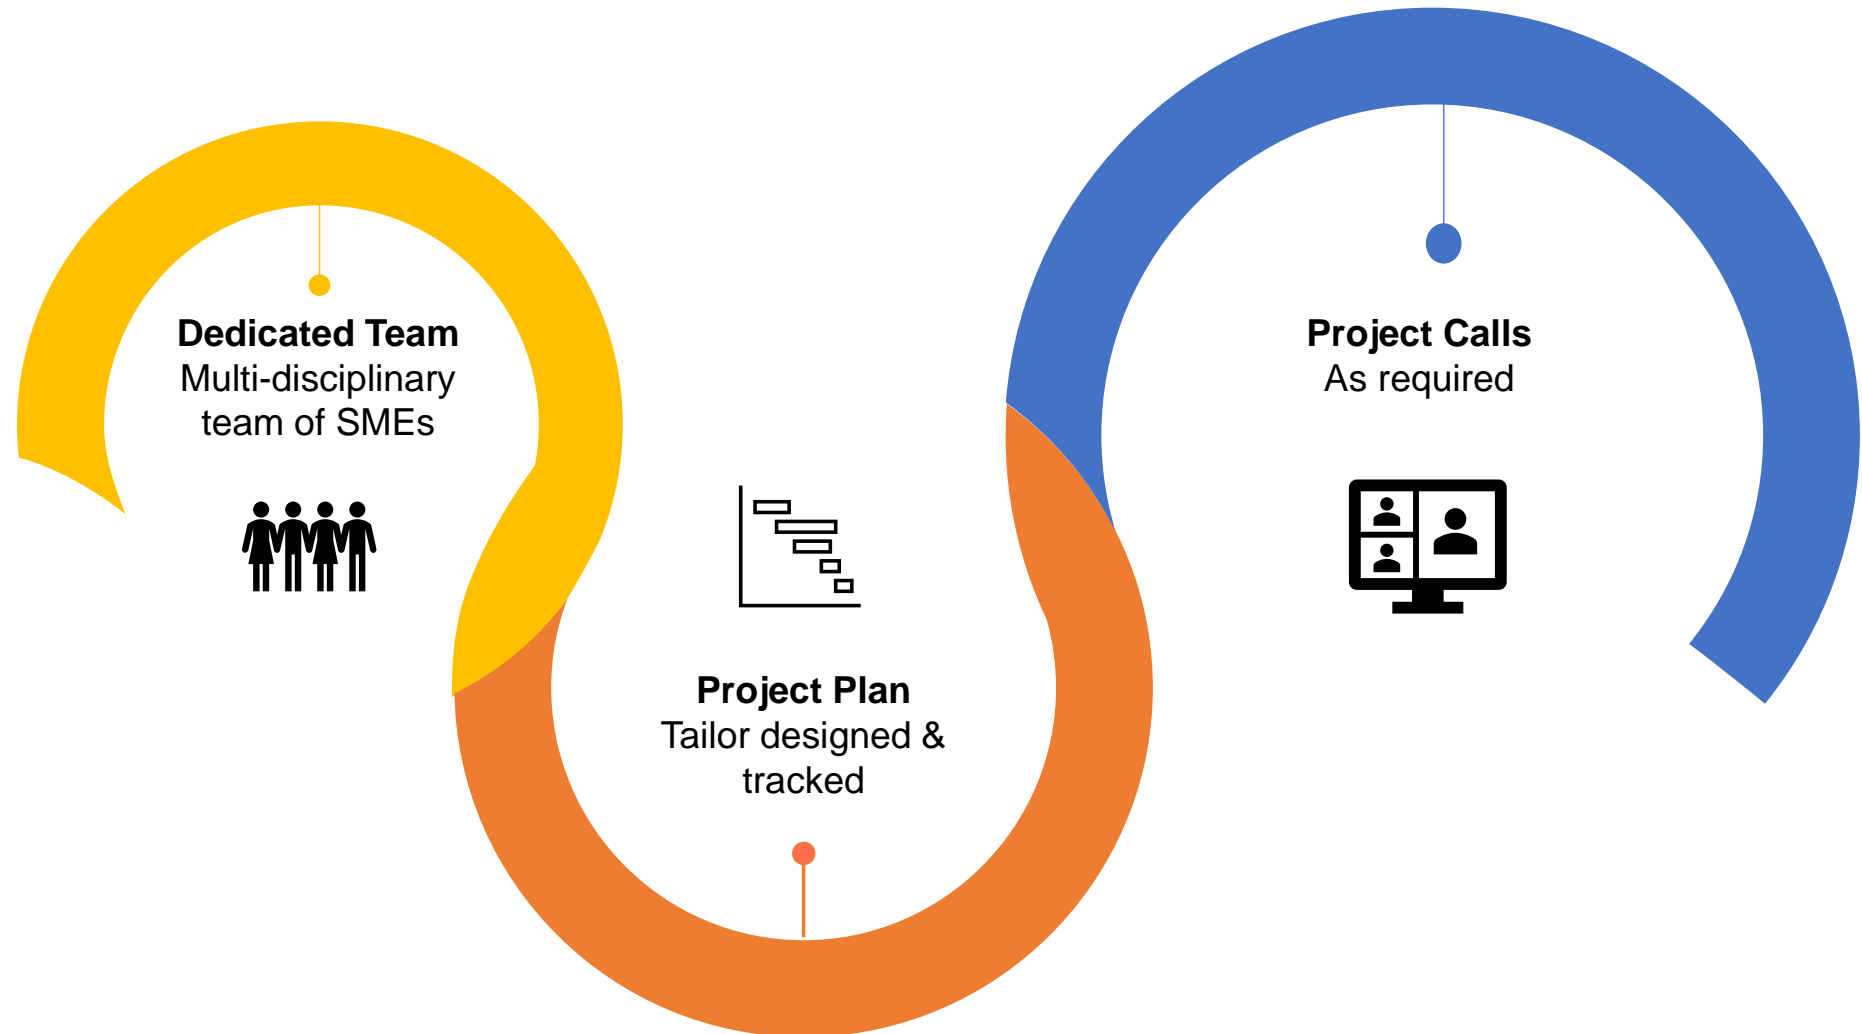 Dedicated Team
Multi-disciplinary
team of SMEs
Project Plan
Tailor designed &
tracked
Project Calls
As required